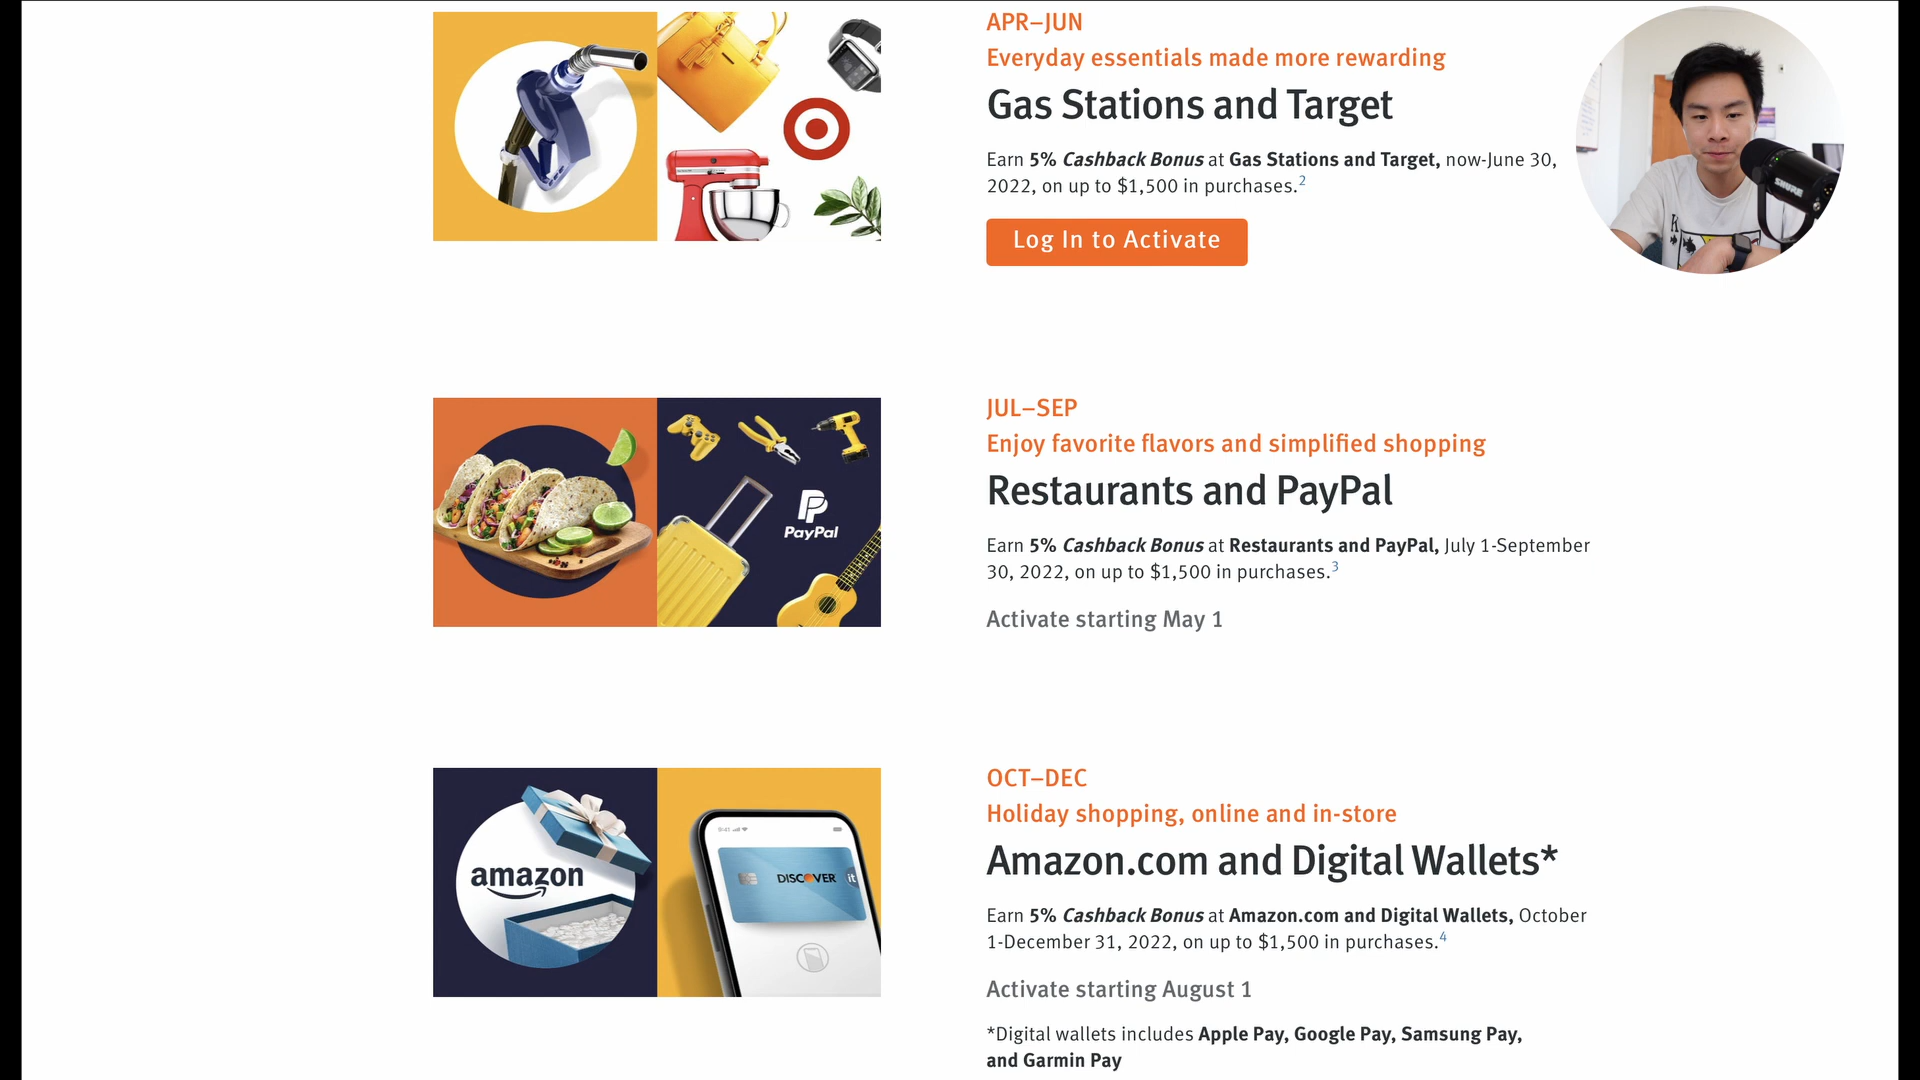 APR–JUN
Everyday essentials made more rewarding
Gas Stations and Target
Earn 5% Cashback Bonus at Gas Stations and Target, now-June 30,
2022, on up to $1,500 in purchases.2
Log In to Activate
SHURE
K
JUL–SEP
Enjoy favorite flavors and simplified shopping
Restaurants and PayPal
Earn 5% Cashback Bonus at Restaurants and PayPal, July 1-September
30, 2022, on up to $1,500 in purchases.3
Activate starting May 1
PayPal
OCT–DEC
Holiday shopping, online and in-store
Amazon.com and Digital Wallets*
Earn 5% Cashback Bonus at Amazon.com and Digital Wallets, October
1-December 31, 2022, on up to $1,500 in purchases.4
Activate starting August 1
*Digital wallets includes Apple Pay, Google Pay, Samsung Pay,
and Garmin Pay
amazon
9:41
DISCOVER it